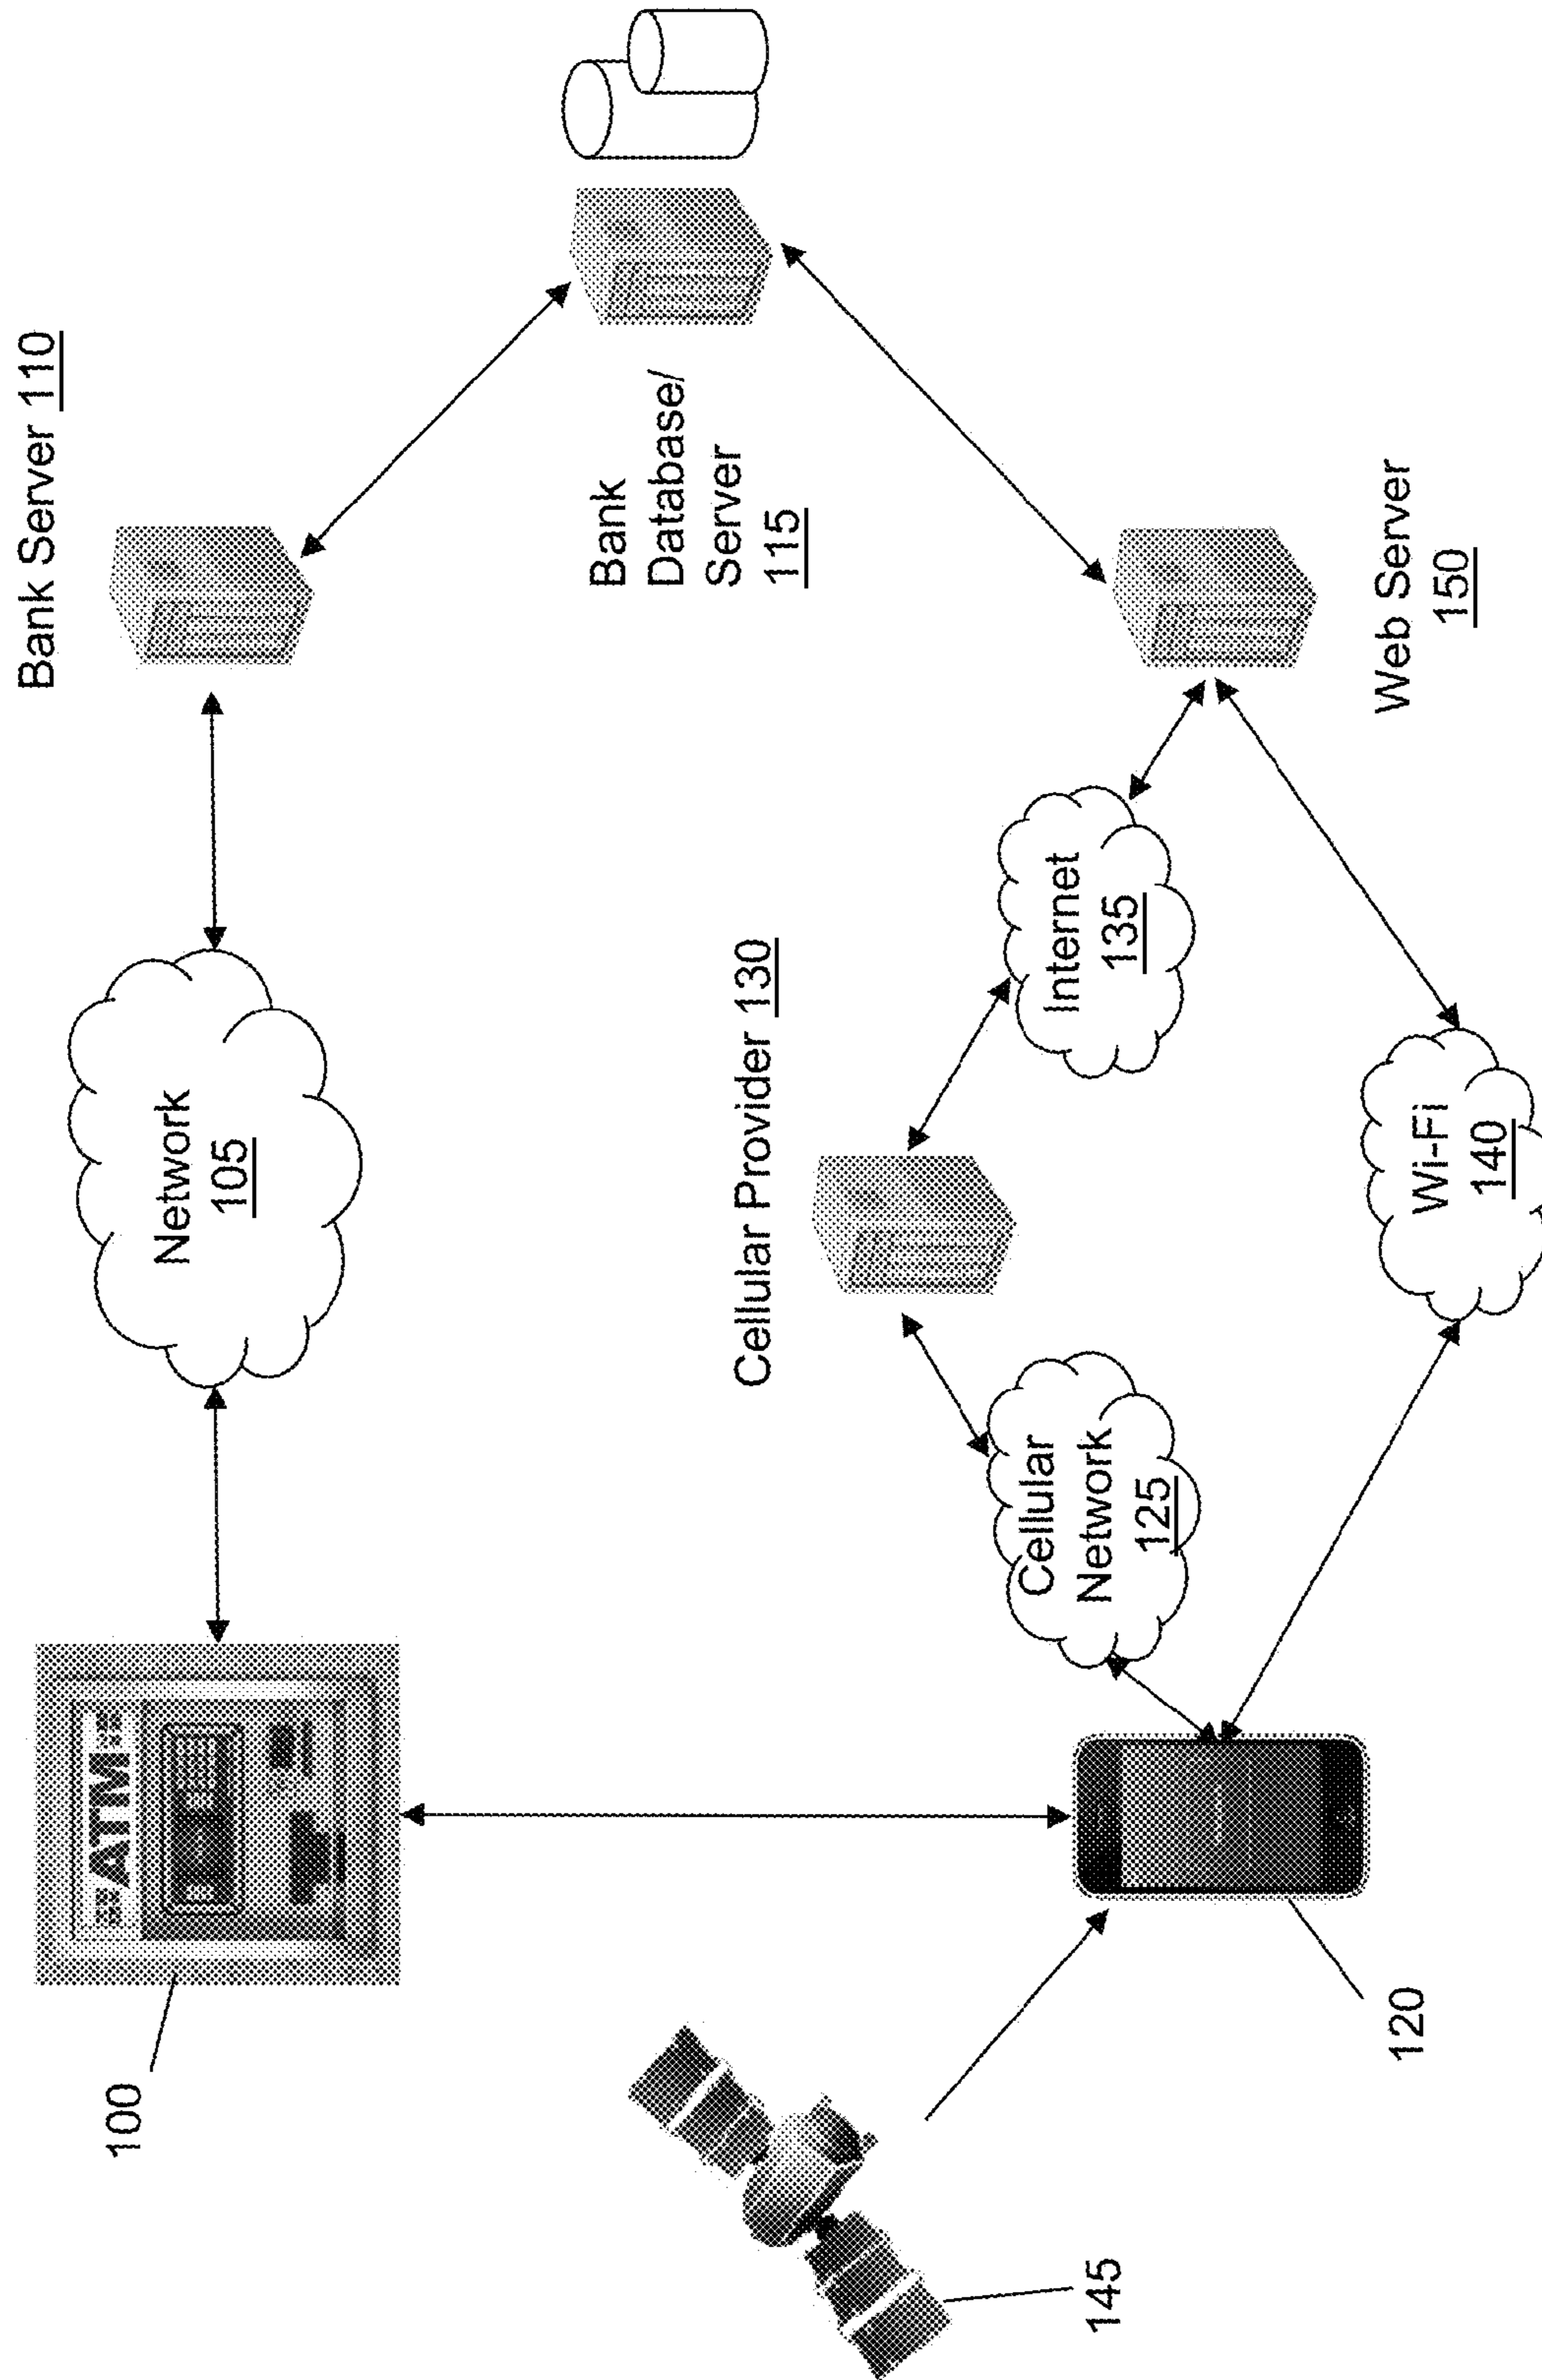 Bank Server 110
Network
105
ATM
100
Bank
Database/
Server
115
Cellular Provider 130
Internet
135
Cellular
Network
125
145
Web Server
150
Wi-Fi
140
120